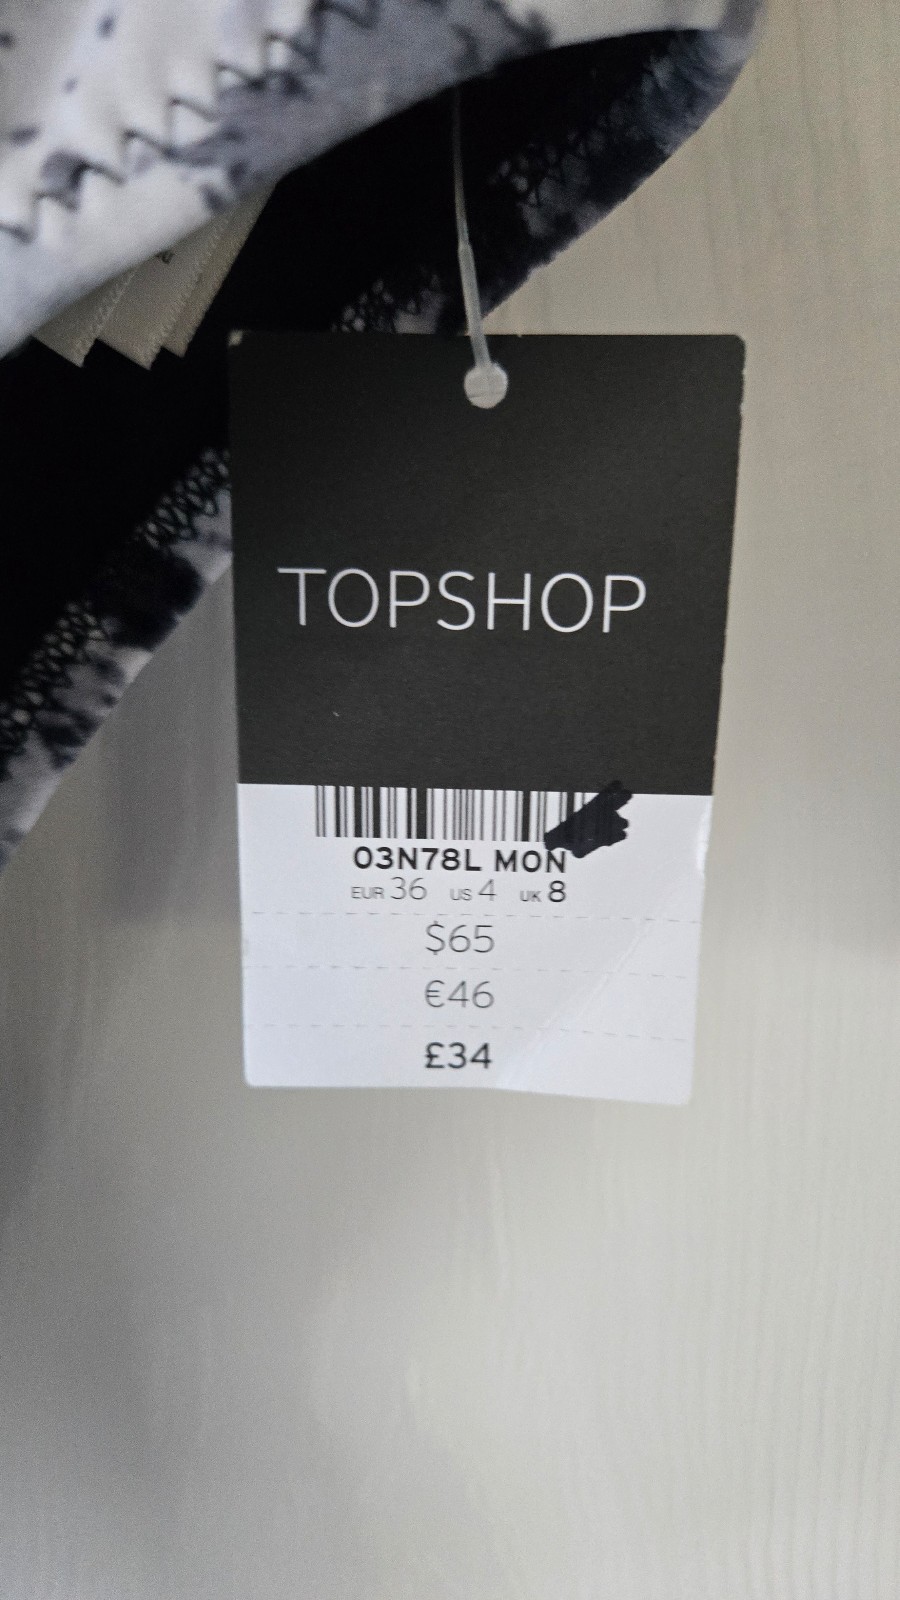 TOPSHOP
03N78L MON
EUR 36 US 4 UK 8
$65
€46
£34